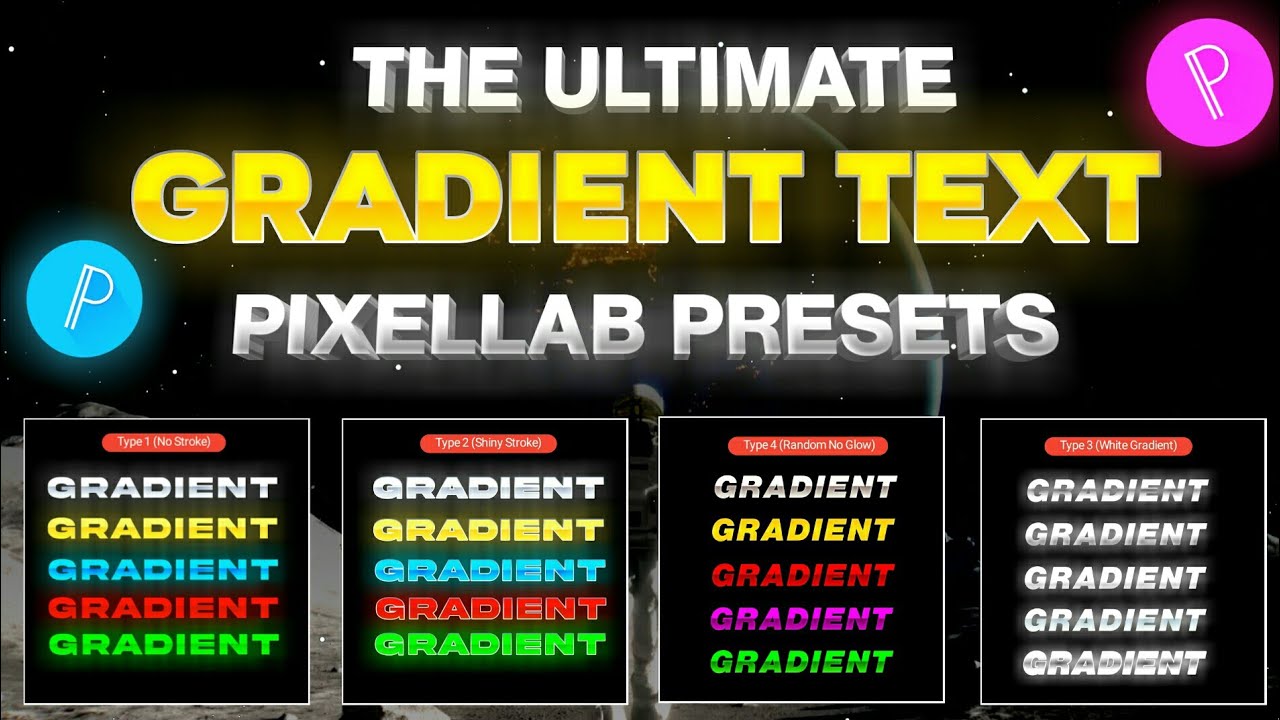 THE ULTIMATE
GRADIENT TEXT
PIXELLAB PRESETS
Type 1 (No Stroke)
GRADIENT
GRADIENT
GRADIENT
GRADIENT
GRADIENT
Type 2 (Shiny Stroke)
GRADIENT
GRADIENT
GRADIENT
GRADIENT
GRADIENT
Type 4 (Random No Glow)
GRADIENT
GRADIENT
GRADIENT
GRADIENT
GRADIENT
Type 3 (White Gradient)
GRADIENT
GRADIENT
GRADIENT
GRADIENT
GRADIENT
P
P